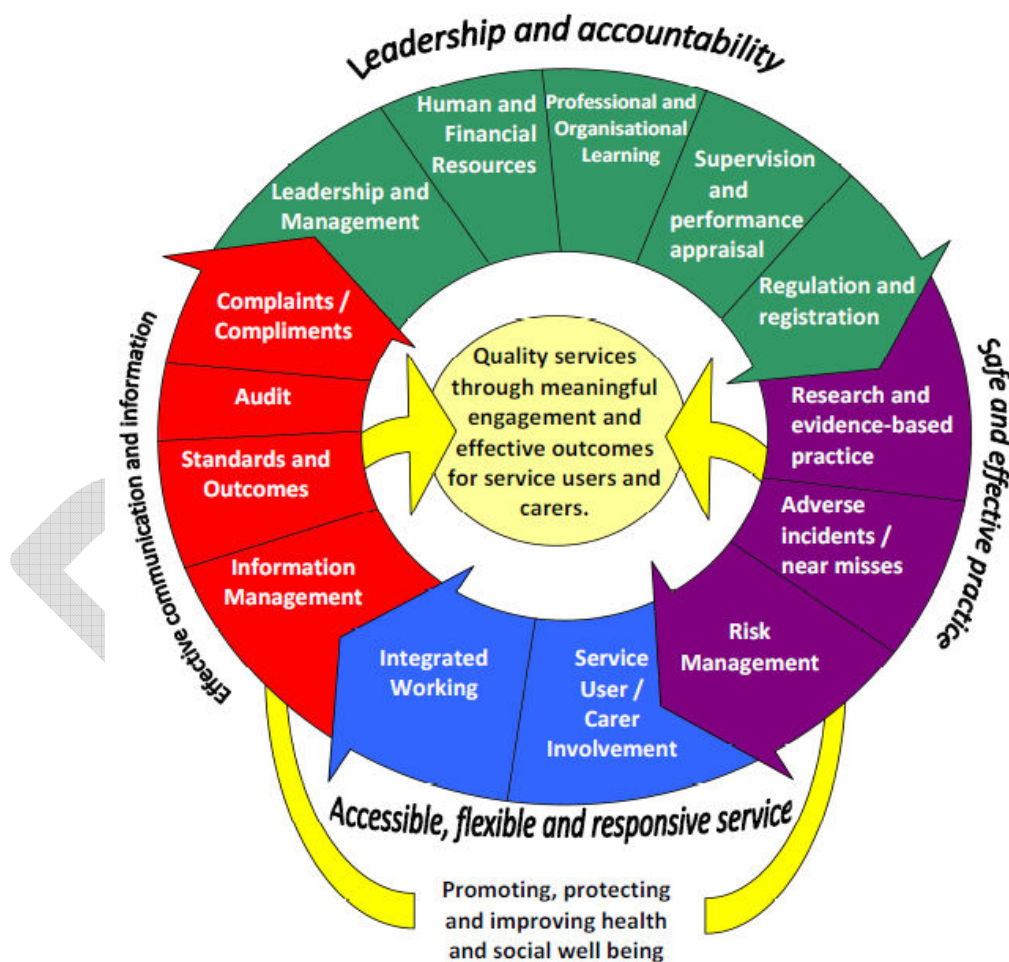 Leadership and accountability
Human and
Financial
Resources
Professional and
Organisational
Learning
Supervision
and
performance
appraisal
Leadership and
Management
Regulation and
registration
Complaints /
Compliments
Audit
Standards and
Outcomes
Information
Management
Effective communication and information
Quality services
through meaningful
engagement and
effective outcomes
for service users and
carers.
Research and
evidence-based
practice
Adverse
incidents /
near misses
Risk
Management
Safe and effective practice
Integrated
Working
Service
User /
Carer
Involvement
Accessible, flexible and responsive service
Promoting, protecting
and improving health
and social well being